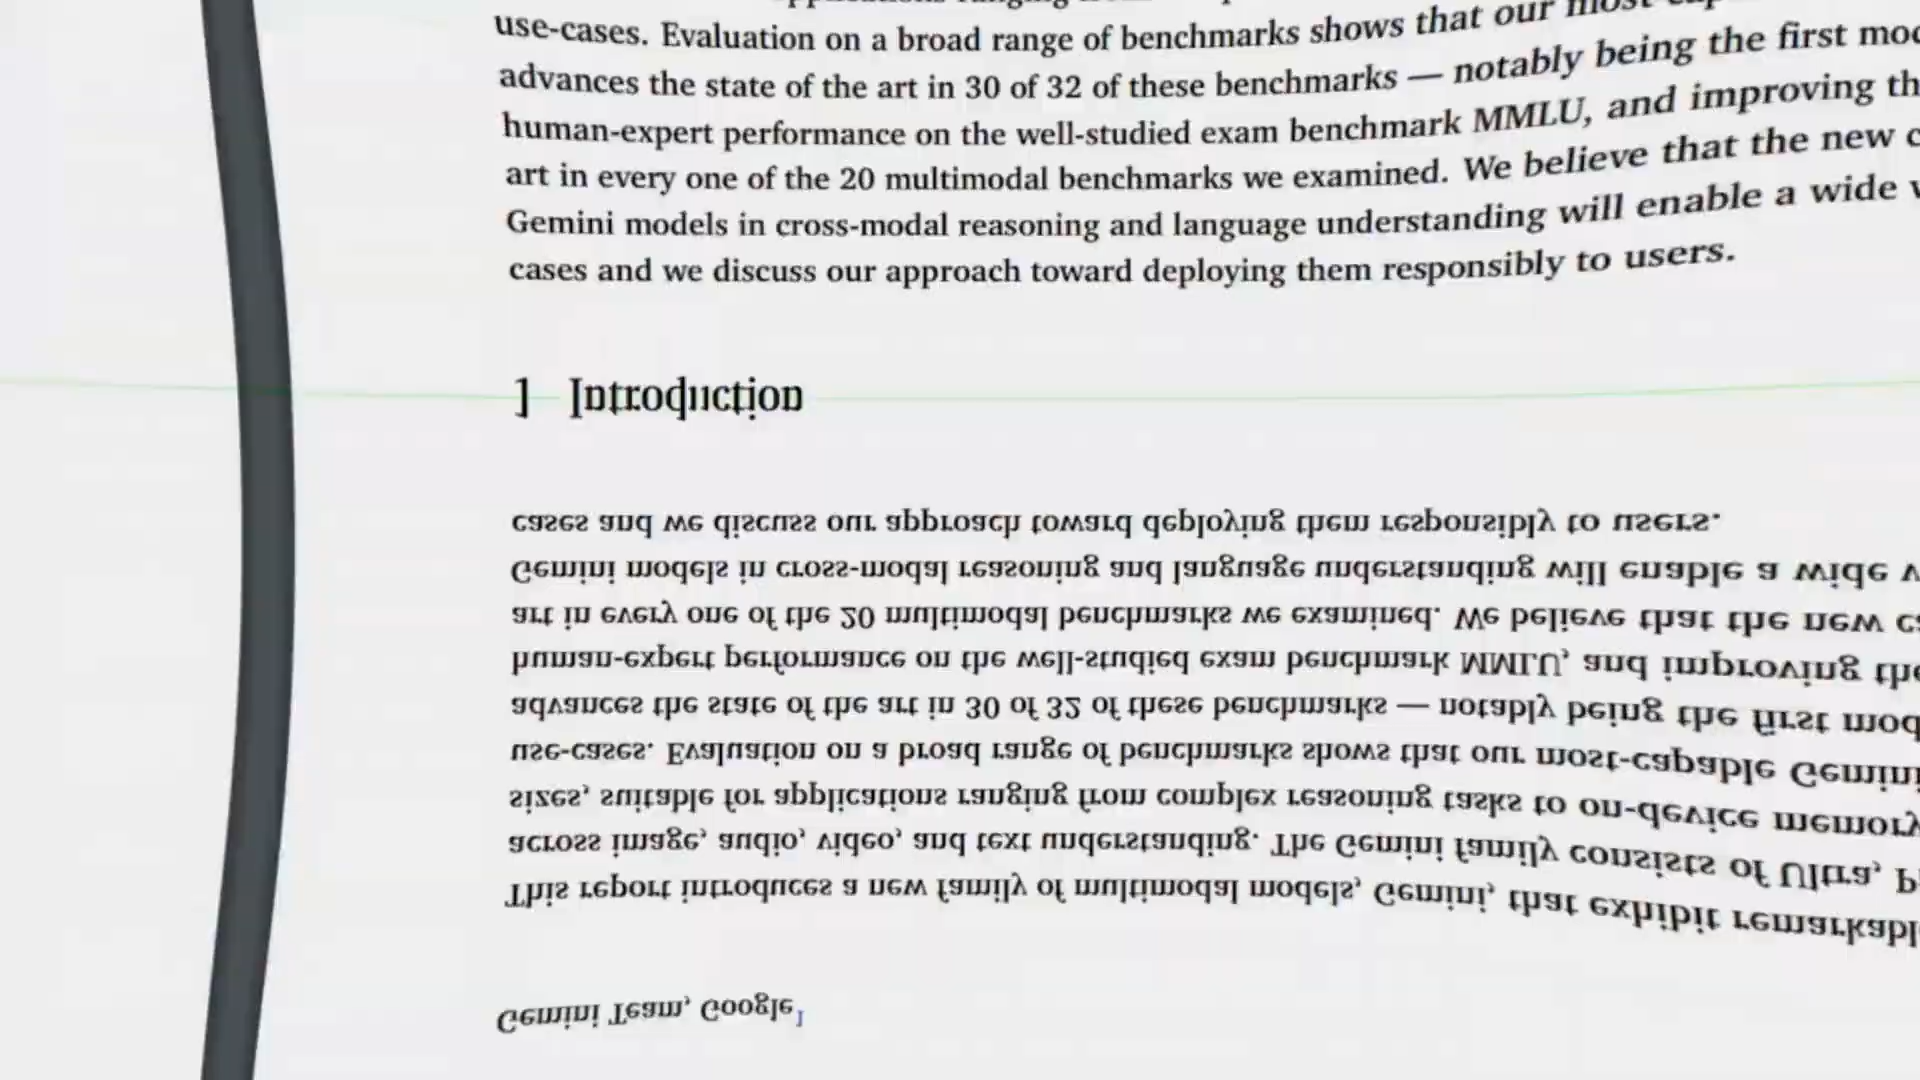 use-cases. Evaluation on a broad range of benchmarks shows that our
advances the state of the art in 30 of 32 of these benchmarks — notably being the first
human-expert performance on the well-studied exam benchmark MMLU, and improving
art in every one of the 20 multimodal benchmarks we examined. We believe that the new
Gemini models in cross-modal reasoning and language understanding will enable a wide
cases and we discuss our approach toward deploying them responsibly to users.
1 Introduction
cases and we discuss our approach toward deploying them responsibly to users.
Gemini models in cross-modal reasoning and language understanding will enable a wide
art in every one of the 20 multimodal benchmarks we examined. We believe that the new
human-expert performance on the well-studied exam benchmark MMLU, and improving the
advances the state of the art in 30 of 32 of these benchmarks — notably being the first
use-cases. Evaluation on a broad range of benchmarks shows that our most-capable Gemini
sizes, suitable for applications ranging from complex reasoning tasks to on-device memory
across image, audio, video, and text understanding. The Gemini family consists of Ultra,
This report introduces a new family of multimodal models, Gemini, that exhibit
Gemini Team, Google1